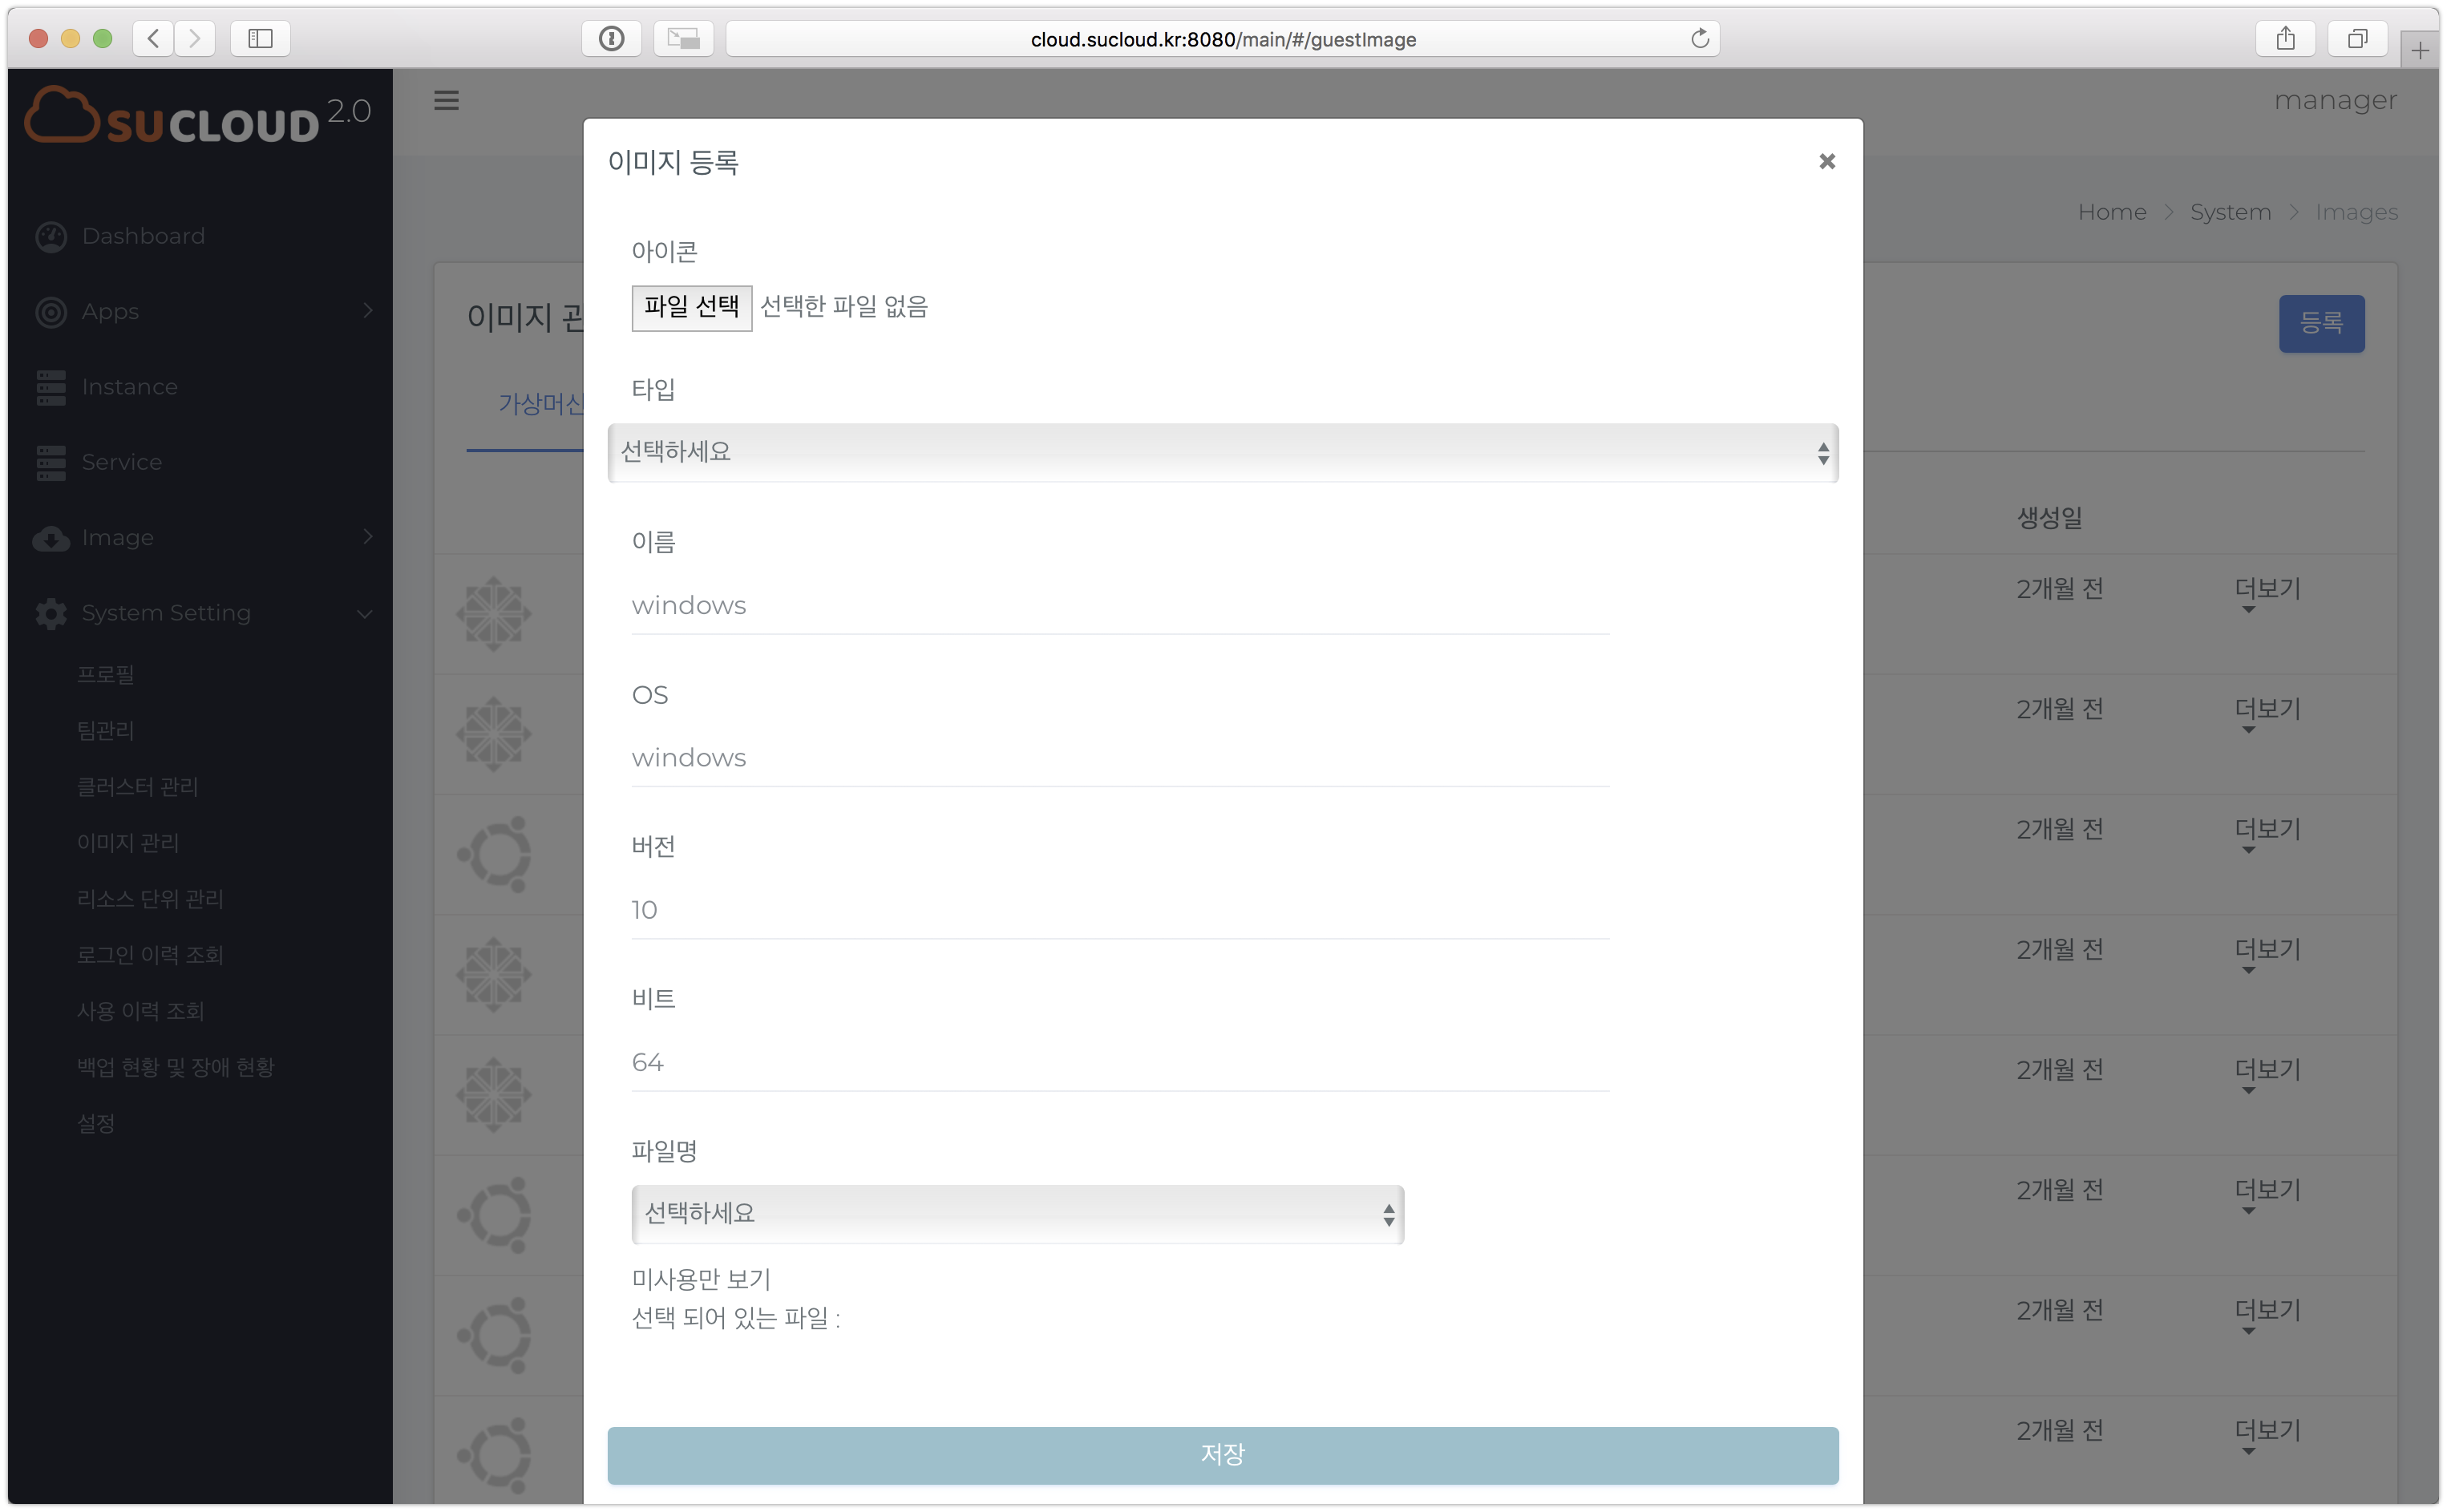 cloud.sucloud.kr:8080/main/#/guestImage
SUCLOUD 2.0
manager
Home > System > Images
Dashboard
Apps
Instance
Service
Image
System Setting
프로필
팀관리
클러스터 관리
이미지 관리
리소스 단위 관리
로그인 이력 조회
사용 이력 조회
백업 현황 및 장애 현황
설정
이미지
등록
가상머신
이미지 등록
아이콘
파일 선택 선택한 파일 없음
타입
선택하세요
이름
windows
OS
windows
버전
10
비트
64
파일명
선택하세요
미사용만 보기
선택 되어 있는 파일 :
저장
생성일
2개월 전 더보기
2개월 전 더보기
2개월 전 더보기
2개월 전 더보기
2개월 전 더보기
2개월 전 더보기
2개월 전 더보기
2개월 전 더보기